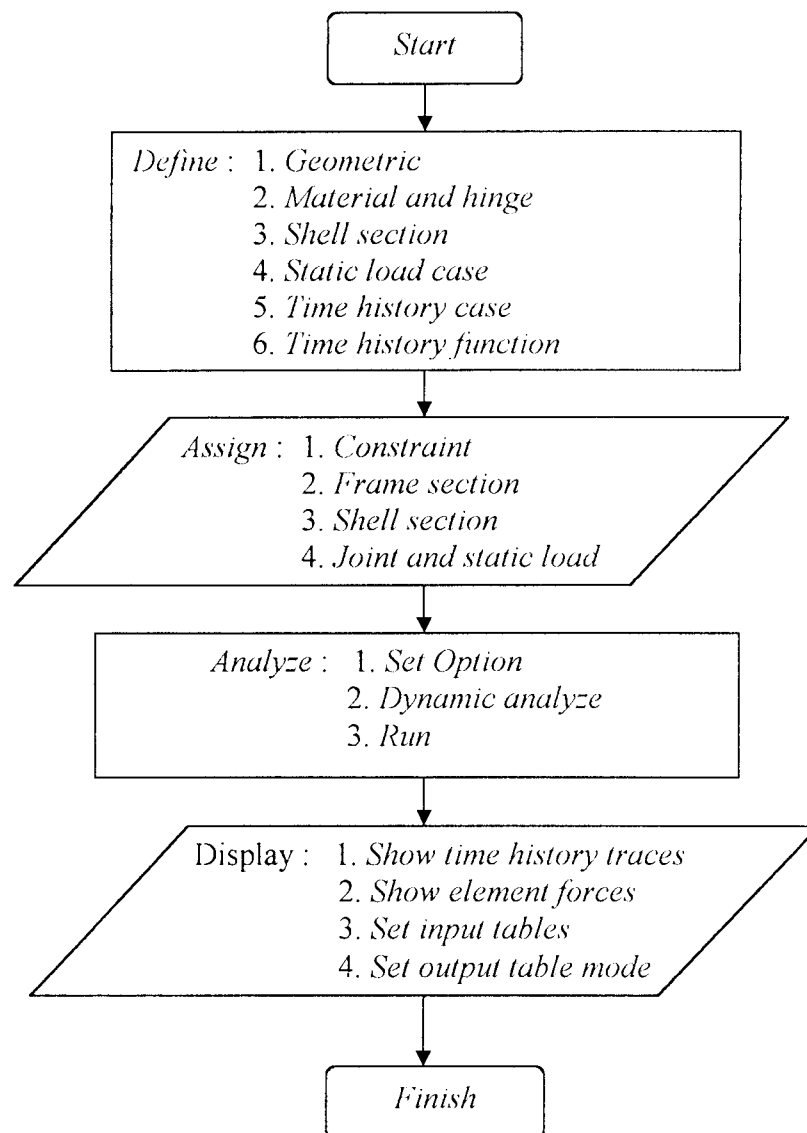 Start
Define : 1. Geometric
2. Material and hinge
3. Shell section
4. Static load case
5. Time history case
6. Time history function
Assign : 1. Constraint
2. Frame section
3. Shell section
4. Joint and static load
Analyze : 1. Set Option
2. Dynamic analyze
3. Run
Display : 1. Show time history traces
2. Show element forces
3. Set input tables
4. Set output table mode
Finish